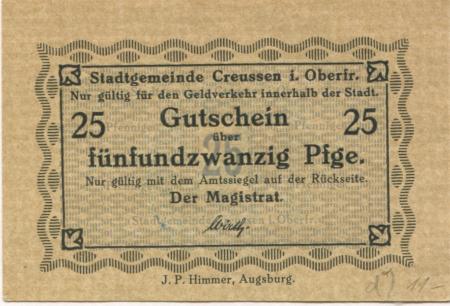 Stadtgemeinde Creussen i. Oberfr.
Nur gültig für den Geldverkehr innerhalb der Stadt.
25 Gutschein 25
über
fünfundzwanzig Pfge.
Nur gültig mit dem Amtssiegel auf der Rückseite.
Der Magistrat.
J. P. Himmer, Augsburg.
11-